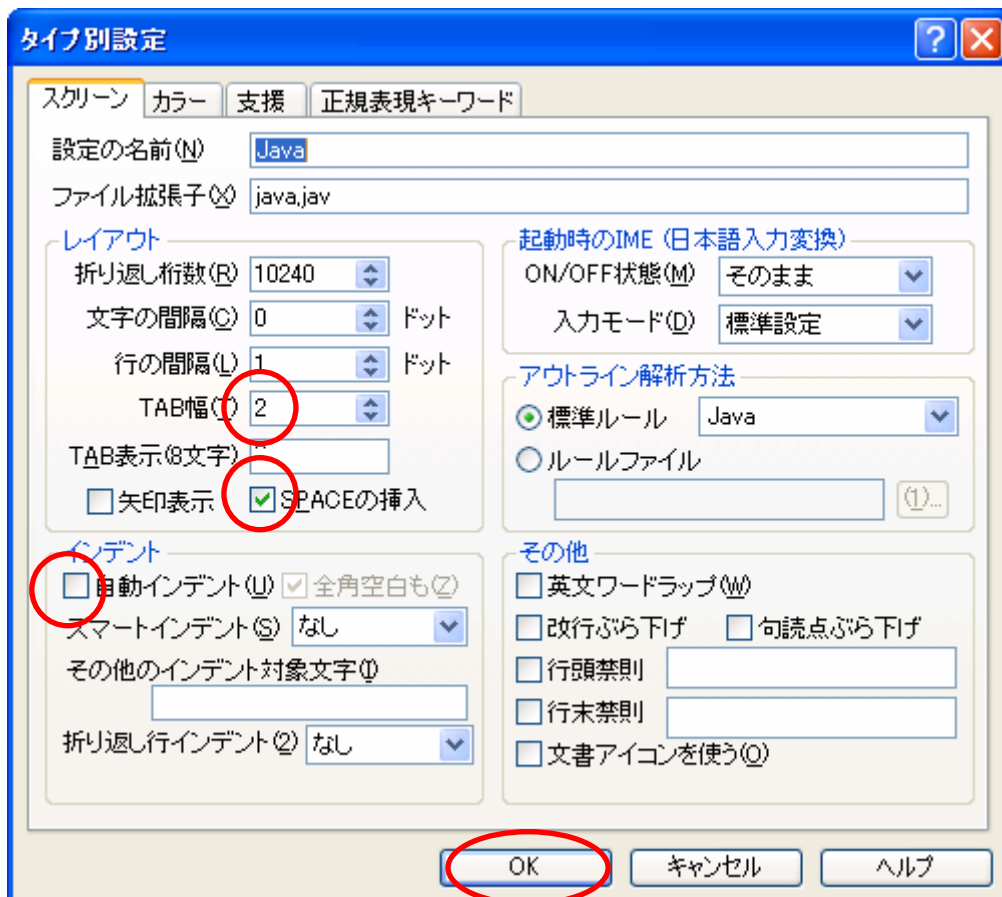 タイプ別設定
スクリーン カラー 支援 正規表現キーワード
設定の名前(N) Java
ファイル拡張子(X) java,jav
レイアウト
折り返し桁数(R) 10240
文字の間隔(C) 0 ドット
行の間隔(L) 1 ドット
TAB幅(T) 2
TAB表示(8文字)
矢印表示 SPACEの挿入
起動時のIME(日本語入力変換)
ON/OFF状態(M) そのまま
入力モード(D) 標準設定
アウトライン解析方法
標準ルール Java
ルールファイル
(1)...
インデント
自動インデント(U) 全角空白も(Z)
スマートインデント(S) なし
その他のインデント対象文字(I)
折り返し行インデント(2) なし
その他
英文ワードラップ(W)
改行ぶら下げ 句読点ぶら下げ
行頭禁則
行末禁則
文書アイコンを使う(O)
OK キャンセル ヘルプ